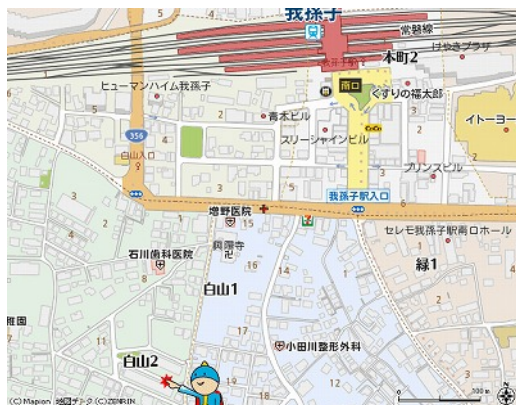 我孫子
常磐線
本町2
けやきプラザ
ヒューマンハイム我孫子
南口
くすりの福太郎
青木ビル
イトーヨー
356
スリーシャインビル
白山入口
プリンスビル
我孫子駅入口
増野医院
セレモ我孫子駅南口ホール
石川歯科医院
緑1
白山1
稚園
小田川整形外科
白山2
100 m
(C) Mapion 地図データ(C)ZENRIN